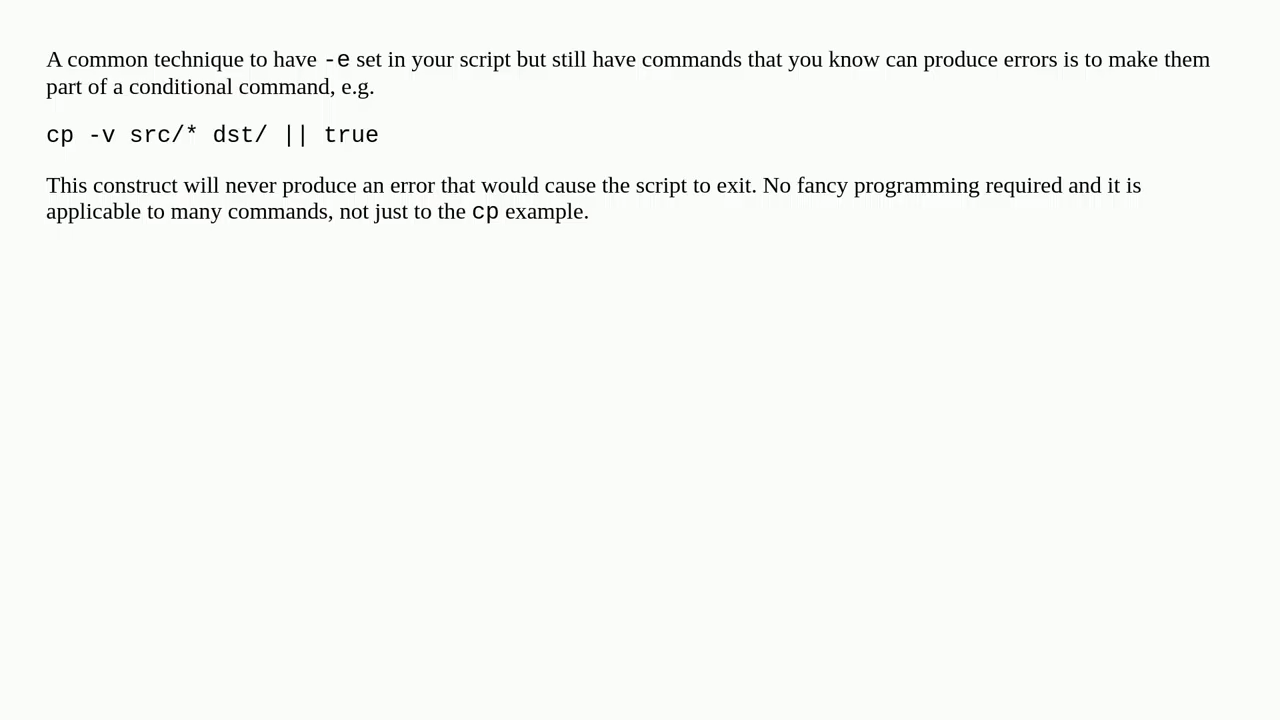 A common technique to have -e set in your script but still have commands that you know can produce errors is to make them
part of a conditional command, e.g.
cp -v src/* dst/ || true
This construct will never produce an error that would cause the script to exit. No fancy programming required and it is
applicable to many commands, not just to the cp example.